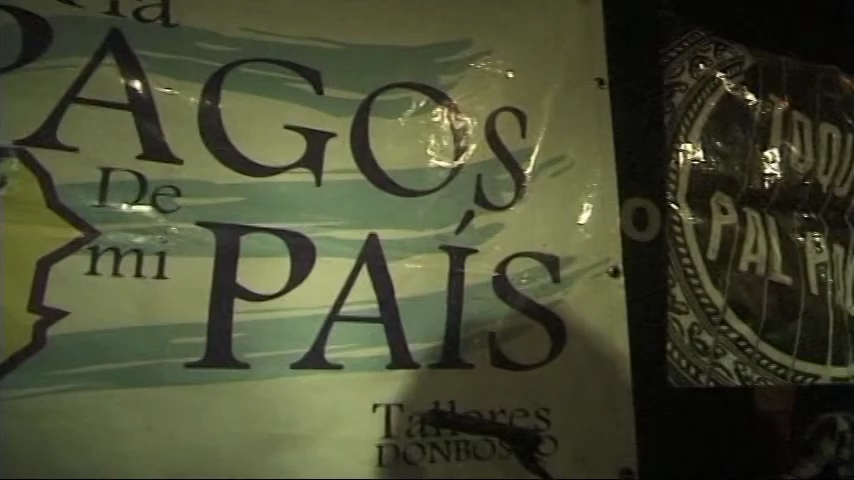 PAGOS
De
mi
PAÍS
Talleres
DONBOSCO
PAL